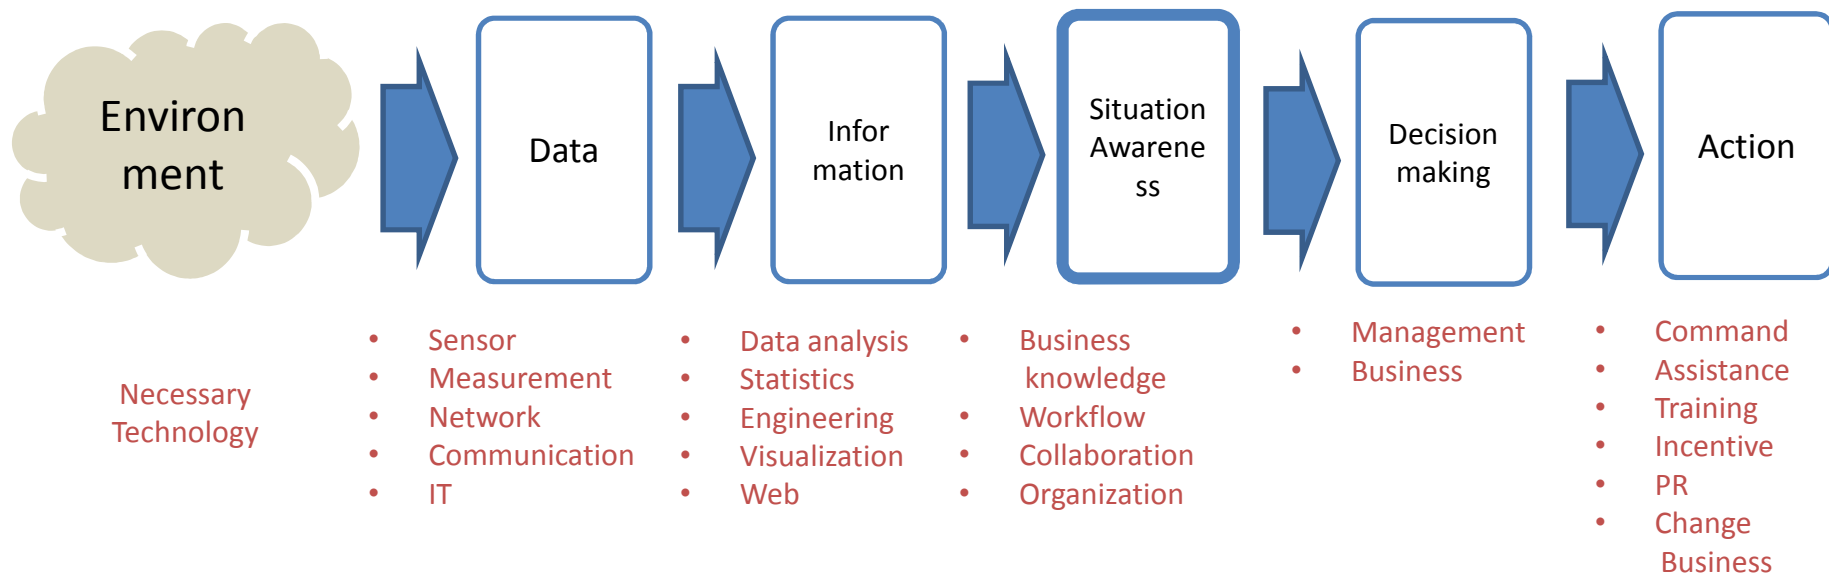 Environ
ment
Data
Infor
mation
Situation
Awarene
ss
Decision
making
Action
Necessary
Technology
• Sensor
• Measurement
• Network
• Communication
• IT
• Data analysis
• Statistics
• Engineering
• Visualization
• Web
• Business
knowledge
• Workflow
• Collaboration
• Organization
• Management
• Business
• Command
• Assistance
• Training
• Incentive
• PR
• Change
Business